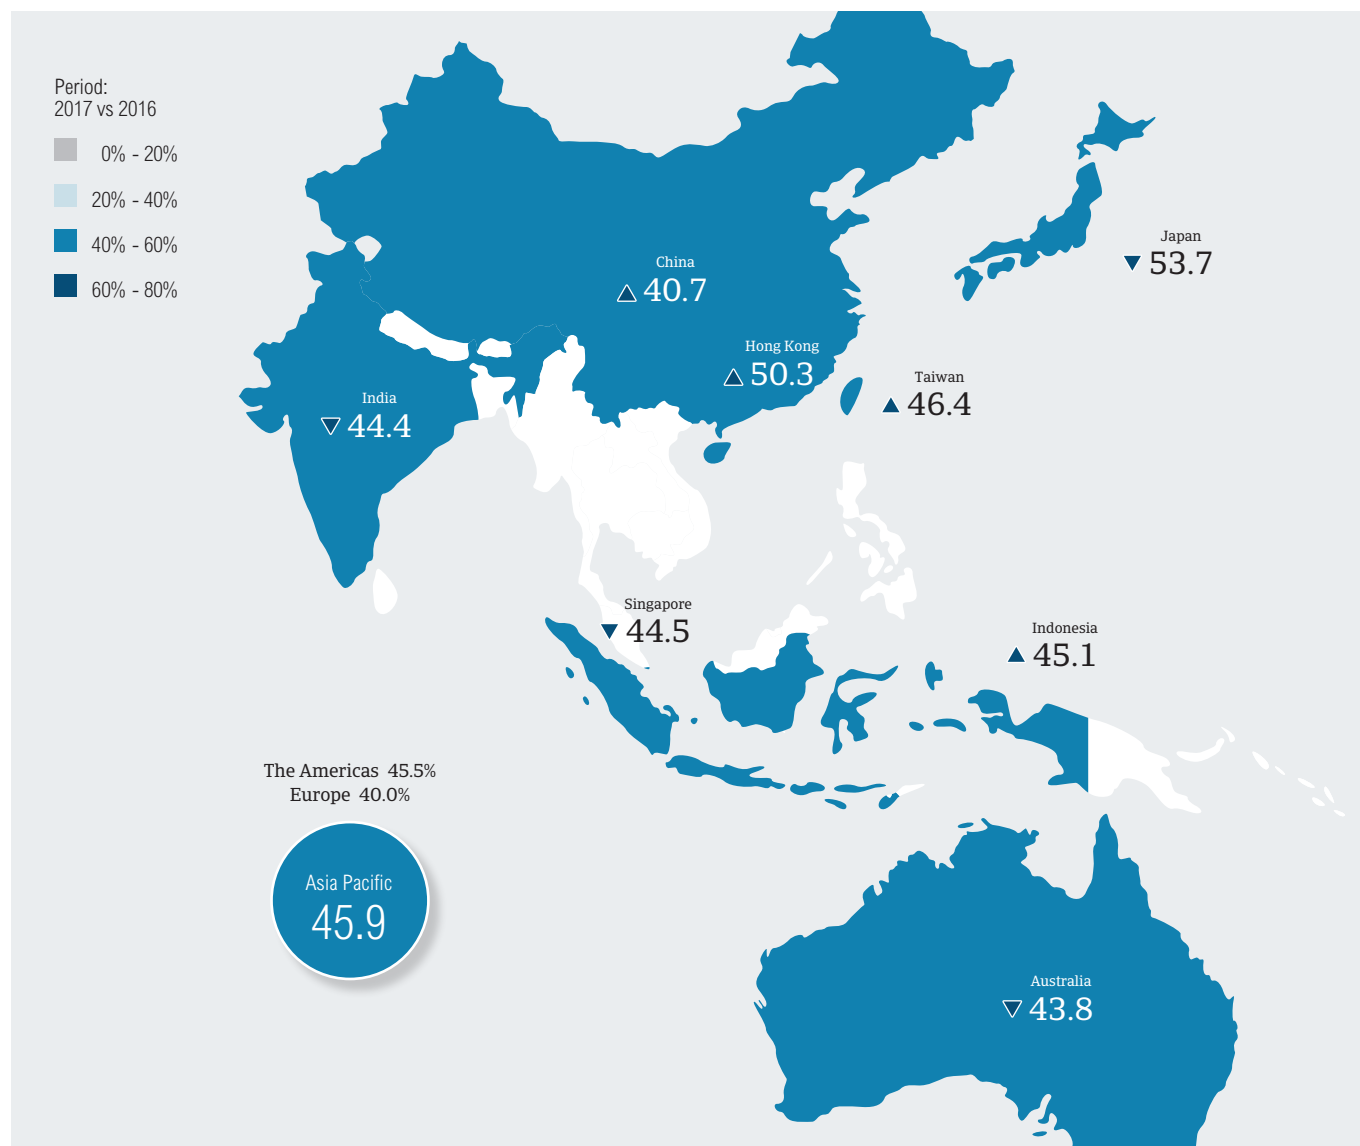 Period:
2017 vs 2016
0% - 20%
20% - 40%
40% - 60%
60% - 80%
China
▲ 40.7
Japan
▼ 53.7
Hong Kong
▲ 50.3
Taiwan
▲ 46.4
India
▼ 44.4
Singapore
▼ 44.5
Indonesia
▲ 45.1
The Americas 45.5%
Europe 40.0%
Asia Pacific
45.9
Australia
▼ 43.8